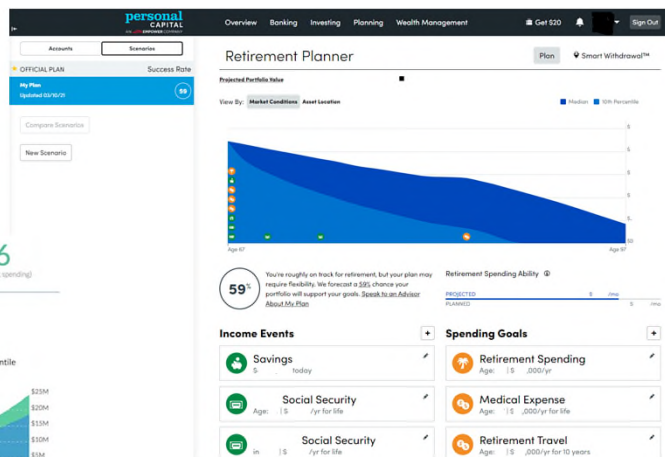 personal
CAPITAL
AN EMPOWER COMPANY
Overview Banking Investing Planning Wealth Management Get $20 Sign Out
Accounts Scenarios
OFFICIAL PLAN Success Rate
My Plan
Updated 03/10/21
59
Compare Scenarios
New Scenario
Retirement Planner
Plan Smart Withdrawal™
Projected Portfolio Value
View By: Market Conditions Asset Location
Median 10th Percentile
$
$
$
$
$0
Age 67 Age 97
59%
You're roughly on track for retirement, but your plan may
require flexibility. We forecast a 59% chance your
portfolio will support your goals. Speak to an Advisor
About My Plan
Retirement Spending Ability
PROJECTED $ /mo
PLANNED $ /mo
Income Events +
Savings
$ today
Social Security
Age: | $ /yr for life
Social Security
in | $ /yr for life
Spending Goals +
Retirement Spending
Age: | $ ,000/yr
Medical Expense
Age: | $ ,000/yr for life
Retirement Travel
Age: | $ ,000/yr for 10 years
6
spending)
ntile
$25M
$20M
$15M
$10M
$5M